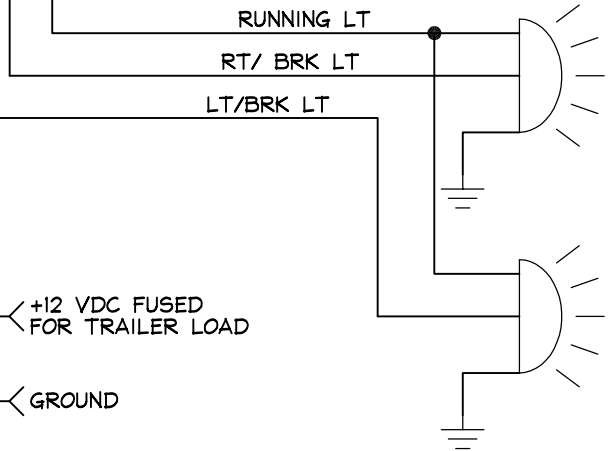 RUNNING LT
RT/ BRK LT
LT/BRK LT
+12 VDC FUSED
FOR TRAILER LOAD
GROUND